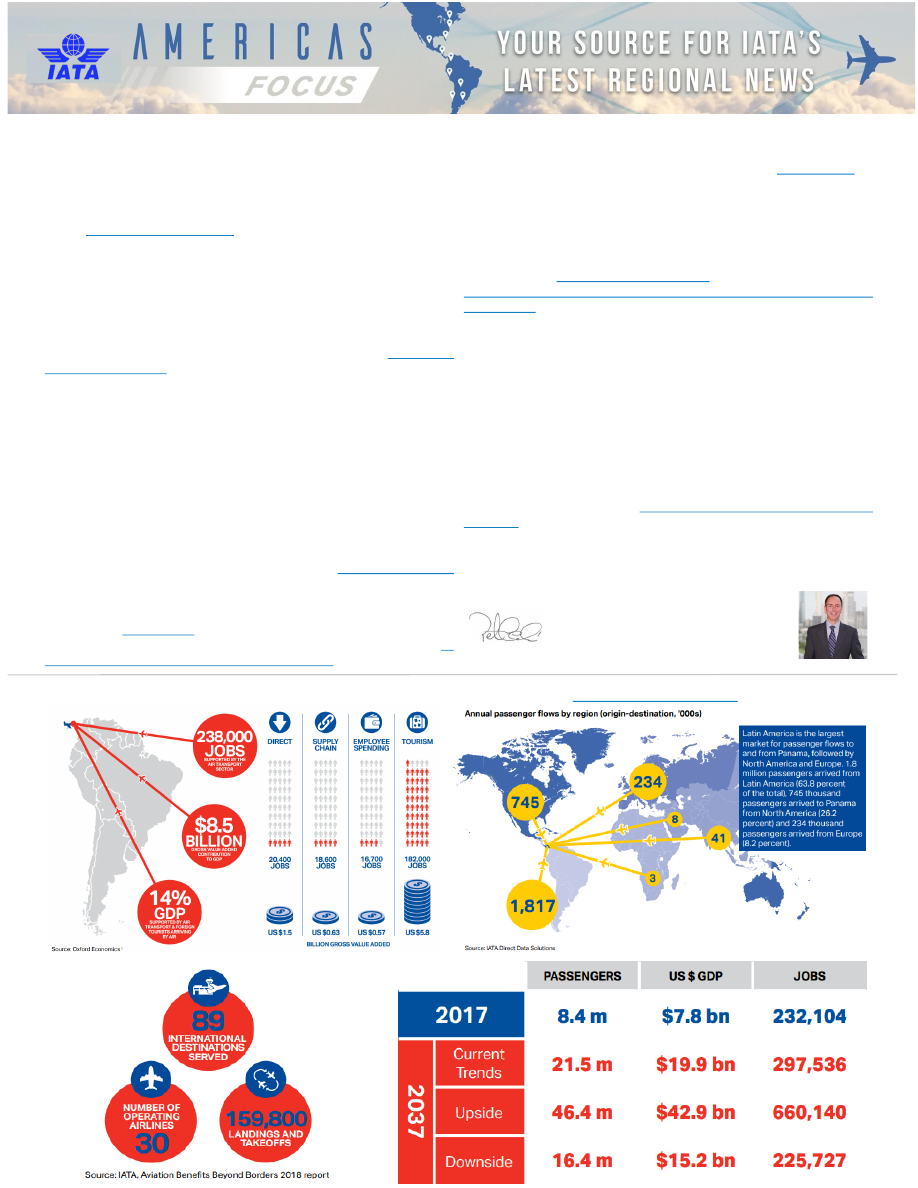 IATA
AMERICAS
FOCUS
YOUR SOURCE FOR IATA'S
LATEST REGIONAL NEWS
238,000
JOBS
SUPPORTED BY THE
AIR TRANSPORT
SECTOR
$8.5
BILLION
GROSS VALUE ADDED
CONTRIBUTION
TO GDP
14%
GDP
SUPPORTED BY AIR
TRANSPORT & FOREIGN
TOURISTS ARRIVING
BY AIR
Source: Oxford Economics
DIRECT
SUPPLY
CHAIN
EMPLOYEE
SPENDING
TOURISM
20,400
JOBS
18,600
JOBS
16,700
JOBS
182,000
JOBS
US $1.5
US $0.63
US $0.57
US $5.8
BILLION GROSS VALUE ADDED
Annual passenger flows by region (origin-destination, '000s)
745
234
8
41
3
1,817
Latin America is the largest
market for passenger flows to
and from Panama, followed by
North America and Europe. 1.8
million passengers arrived from
Latin America (63.8 percent
of the total), 745 thousand
passengers arrived to Panama
from North America (26.2
percent) and 234 thousand
passengers arrived from Europe
(8.2 percent).
Source: IATA Direct Data Solutions
89
INTERNATIONAL
DESTINATIONS
SERVED
NUMBER OF
OPERATING
AIRLINES
30
159,800
LANDINGS AND
TAKEOFFS
Source: IATA, Aviation Benefits Beyond Borders 2018 report
PASSENGERS US $ GDP JOBS
2017 8.4 m $7.8 bn 232,104
2037
Current
Trends
21.5 m $19.9 bn 297,536
Upside 46.4 m $42.9 bn 660,140
Downside 16.4 m $15.2 bn 225,727